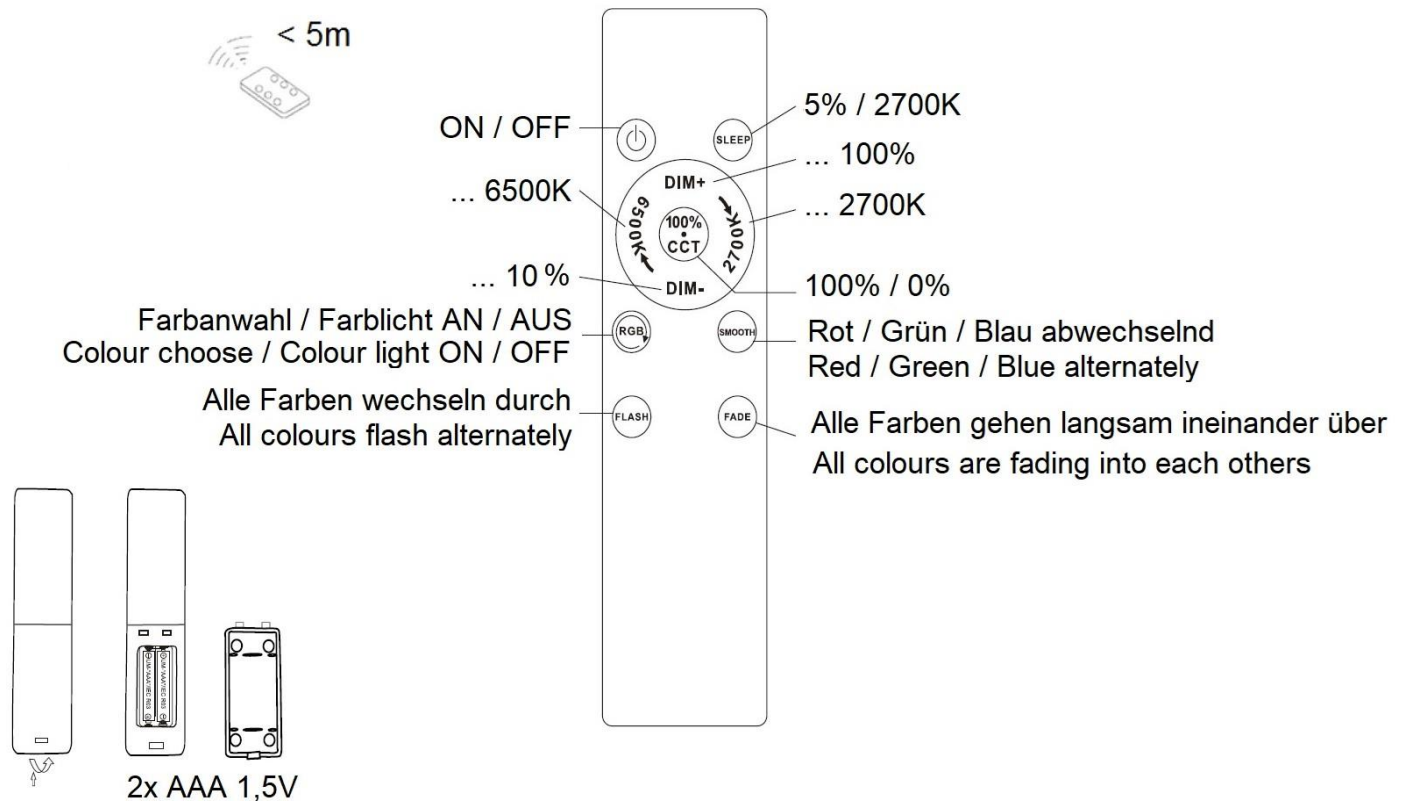 < 5m
ON / OFF
5% / 2700K
... 100%
... 6500K
... 2700K
... 10 %
100% / 0%
Farbanwahl / Farblicht AN / AUS
Colour choose / Colour light ON / OFF
Rot / Grün / Blau abwechselnd
Red / Green / Blue alternately
Alle Farben wechseln durch
All colours flash alternately
Alle Farben gehen langsam ineinander über
All colours are fading into each others
SLEEP
DIM+
6500K
100%
CCT
2700K
DIM-
RGB
SMOOTH
FLASH
FADE
2x AAA 1,5V